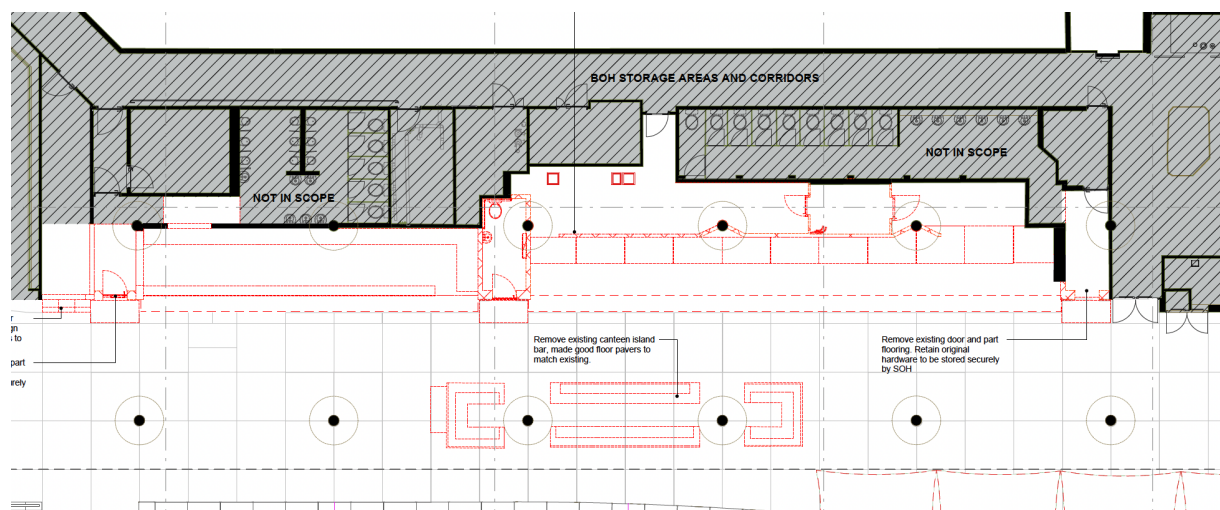 BOH STORAGE AREAS AND CORRIDORS
NOT IN SCOPE
NOT IN SCOPE
gn
s to
part
urely
Remove existing canteen island
bar, made good floor pavers to
match existing.
Remove existing door and part
flooring. Retain original
hardware to be stored securely
by SOH